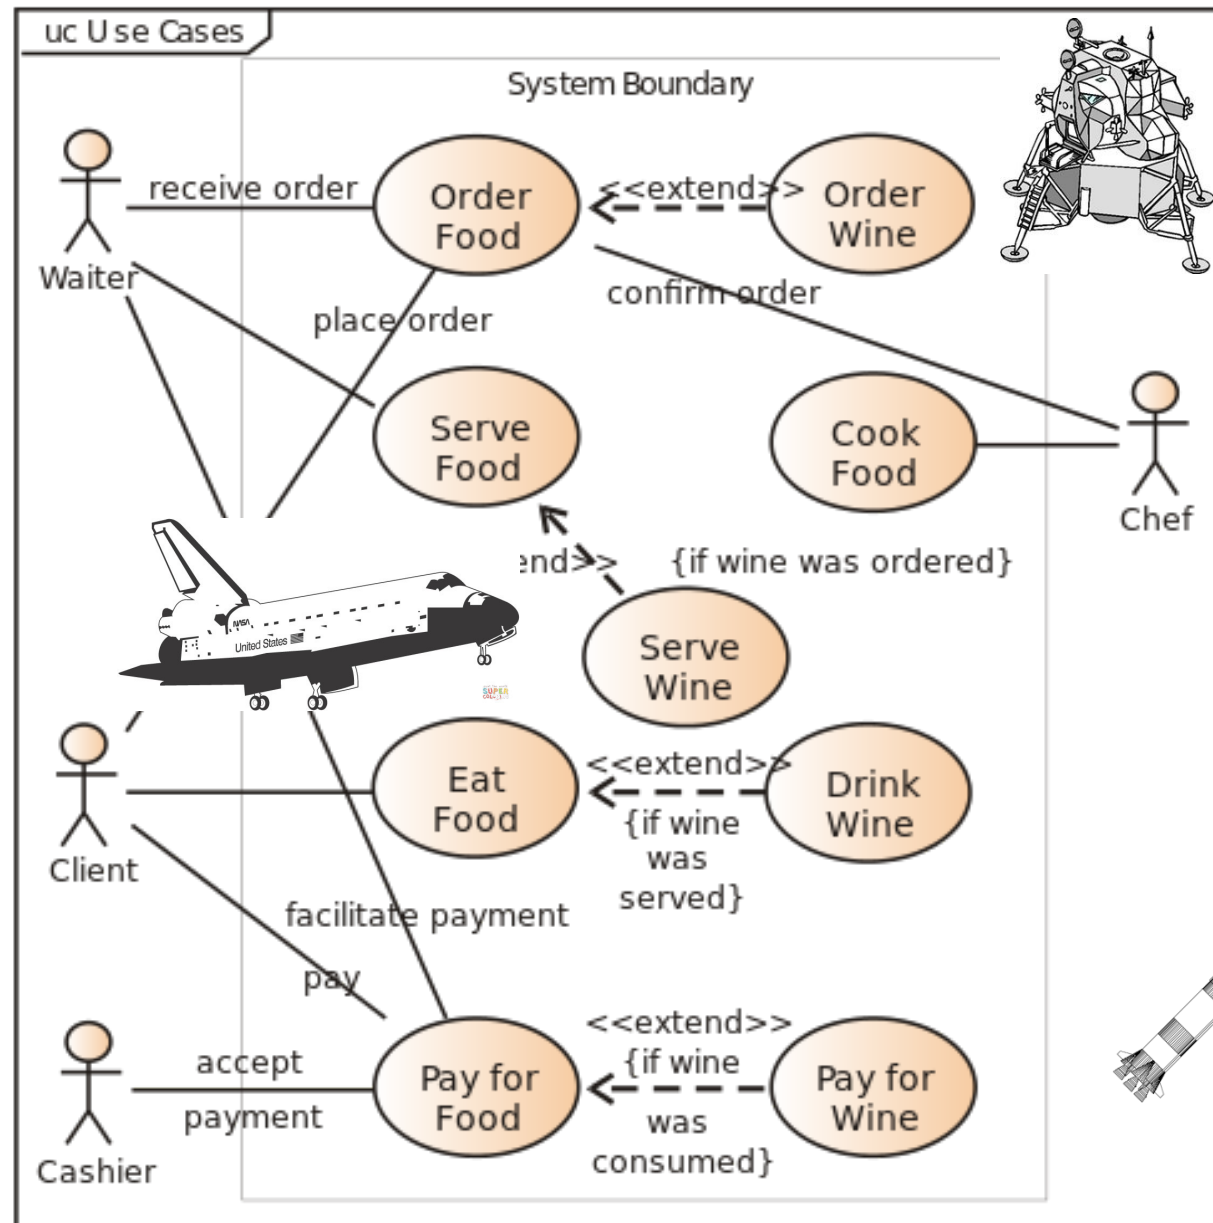 uc Use Cases
System Boundary
receive order
Order
Food
<<extend>>
Order
Wine
Waiter
place order
confirm order
Serve
Food
Cook
Food
Chef
end>>
{if wine was ordered}
NASA
United States
Serve
Wine
SUPER
Client
Eat
Food
<<extend>>
{if wine
was
served}
Drink
Wine
facilitate payment
pay
Cashier
accept
payment
Pay for
Food
<<extend>>
{if wine
was
consumed}
Pay for
Wine